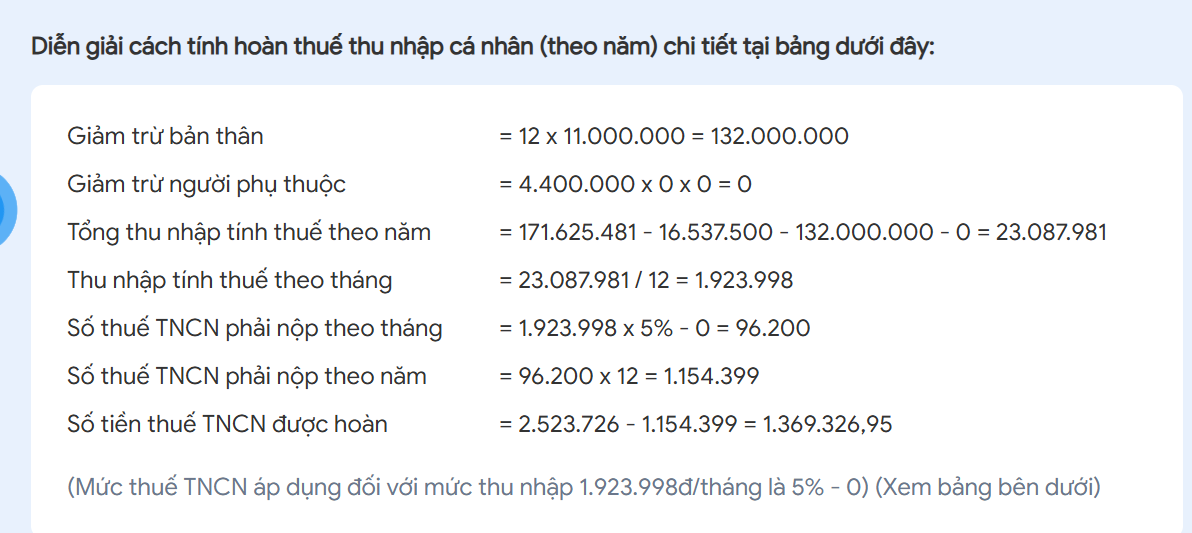 Diễn giải cách tính hoàn thuế thu nhập cá nhân (theo năm) chi tiết tại bảng dưới đây:
Giảm trừ bản thân = 12 x 11.000.000 = 132.000.000
Giảm trừ người phụ thuộc = 4.400.000 x 0 x 0 = 0
Tổng thu nhập tính thuế theo năm = 171.625.481 - 16.537.500 - 132.000.000 - 0 = 23.087.981
Thu nhập tính thuế theo tháng = 23.087.981 / 12 = 1.923.998
Số thuế TNCN phải nộp theo tháng = 1.923.998 x 5% - 0 = 96.200
Số thuế TNCN phải nộp theo năm = 96.200 x 12 = 1.154.399
Số tiền thuế TNCN được hoàn = 2.523.726 - 1.154.399 = 1.369.326,95
(Mức thuế TNCN áp dụng đối với mức thu nhập 1.923.998đ/tháng là 5% - 0) (Xem bảng bên dưới)